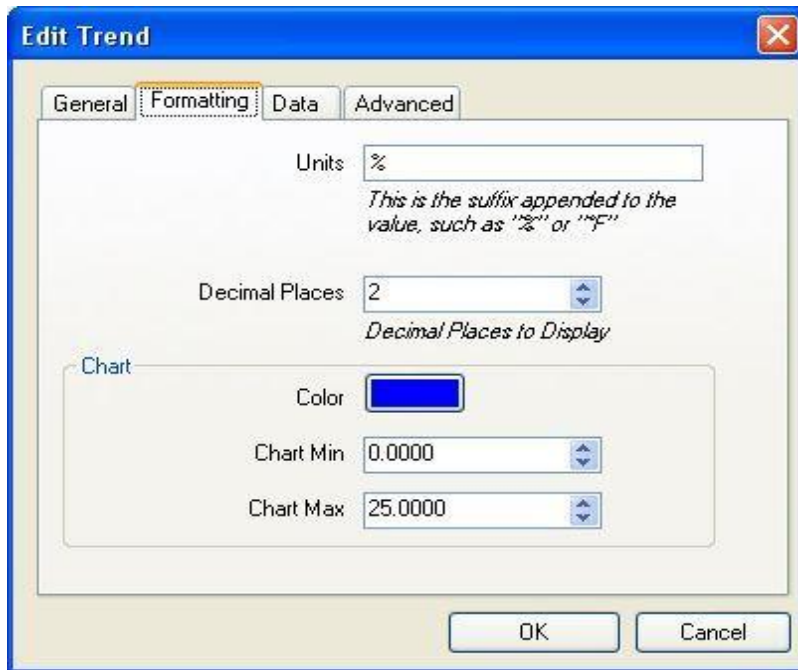 Edit Trend
General Formatting Data Advanced
Units %
This is the suffix appended to the
value, such as "%" or "°F"
Decimal Places 2
Decimal Places to Display
Chart
Color
Chart Min 0.0000
Chart Max 25.0000
OK Cancel